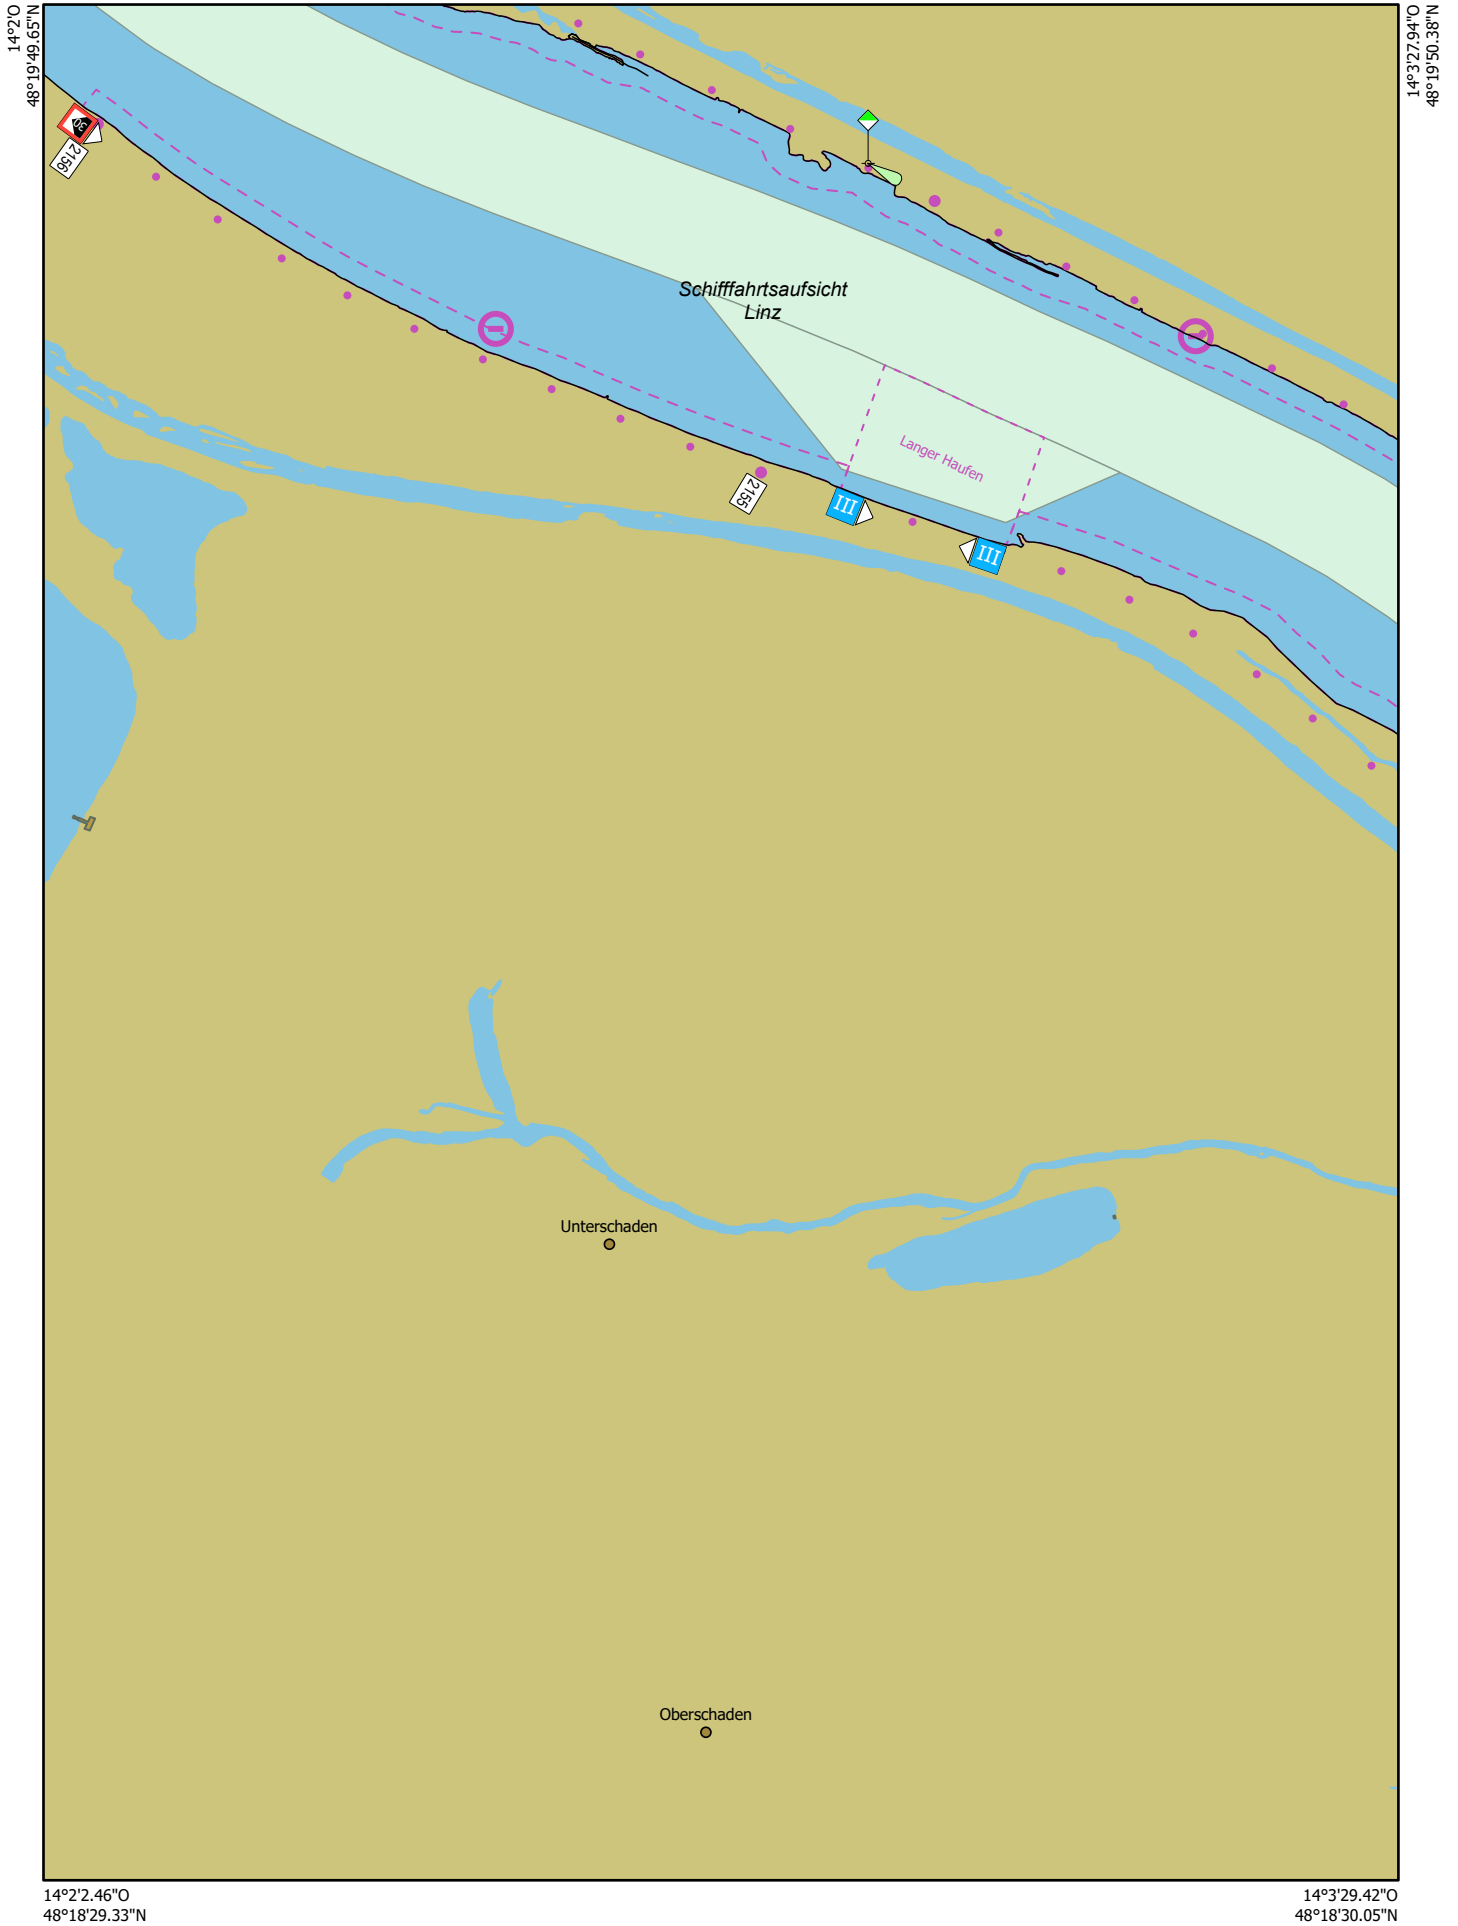 14°2'O
48°19'49.65"N
14°3'27.94"O
48°19'50.38"N
30
2156
Schifffahrtsaufsicht
Linz
Langer Haufen
2155
III
III
Unterschaden
Oberschaden
14°2'2.46"O
48°18'29.33"N
14°3'29.42"O
48°18'30.05"N